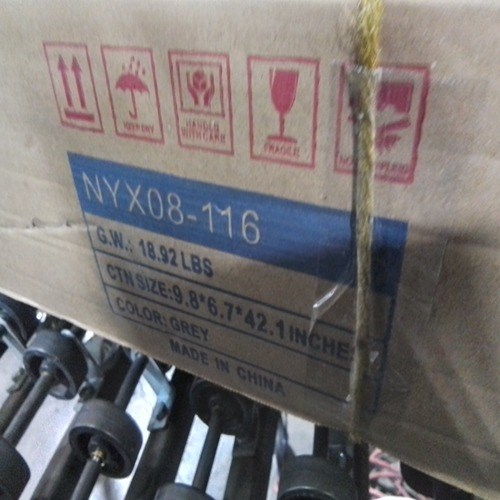 KEEP DRY
HANDLE
WITH CARE
FRAGILE
NYX08-116
G.W.: 18.92 LBS
CTN SIZE:9.8*6.7*42.1 INCHE
COLOR: GREY
MADE IN CHINA